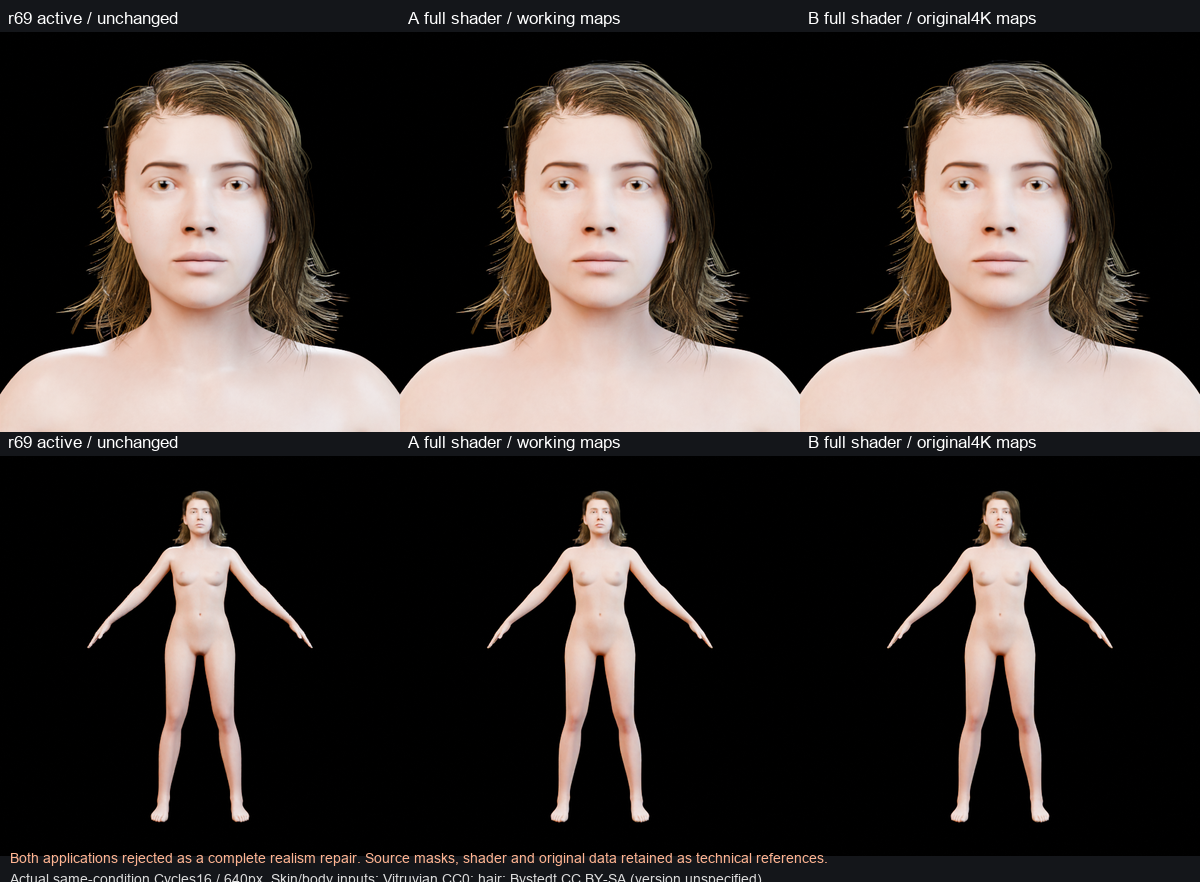 r69 active / unchanged
A full shader / working maps
B full shader / original4K maps
r69 active / unchanged
A full shader / working maps
B full shader / original4K maps
Both applications rejected as a complete realism repair. Source masks, shader and original data retained as technical references.
Actual same-condition Cycles16 / 640px. Skin/body inputs: Vitruvian CC0; hair: Bystedt CC BY-SA (version unspecified).